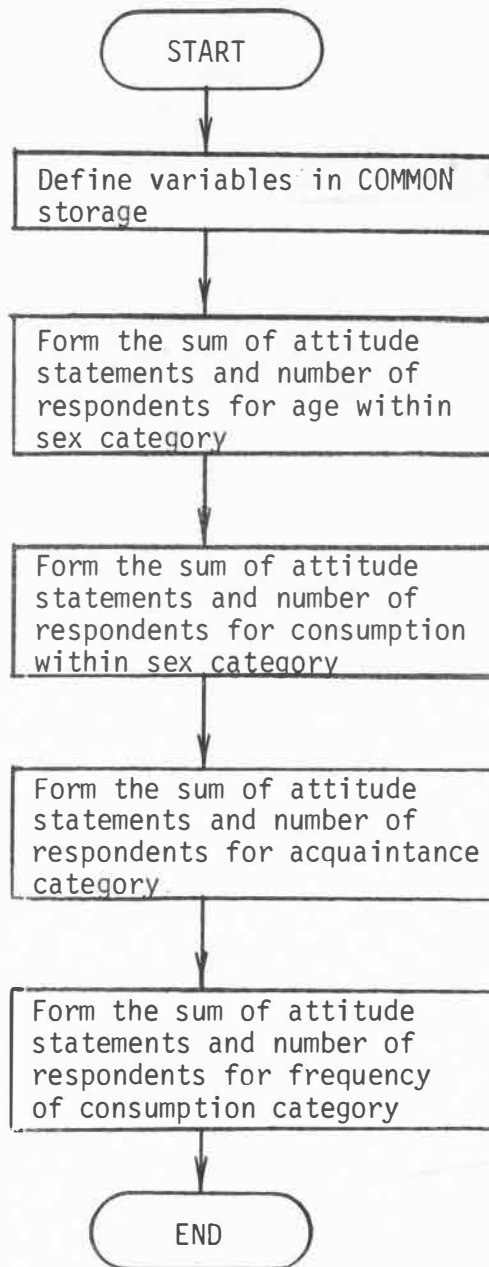 START
Define variables in COMMON
storage
Form the sum of attitude
statements and number of
respondents for age within
sex category
Form the sum of attitude
statements and number of
respondents for consumption
within sex category
Form the sum of attitude
statements and number of
respondents for acquaintance
category
Form the sum of attitude
statements and number of
respondents for frequency
of consumption category
END